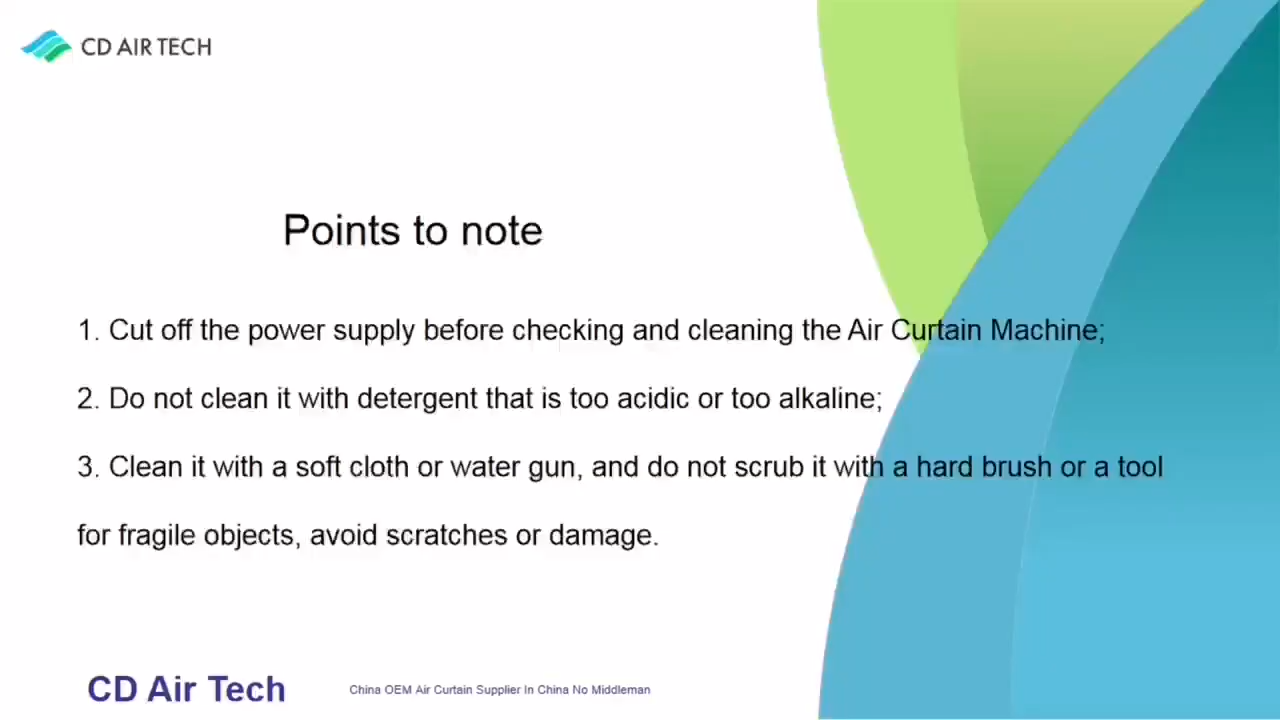 CD AIR TECH
Points to note
1. Cut off the power supply before checking and cleaning the Air Curtain Machine;
2. Do not clean it with detergent that is too acidic or too alkaline;
3. Clean it with a soft cloth or water gun, and do not scrub it with a hard brush or a tool
for fragile objects, avoid scratches or damage.
CD Air Tech
China OEM Air Curtain Supplier In China No Middleman